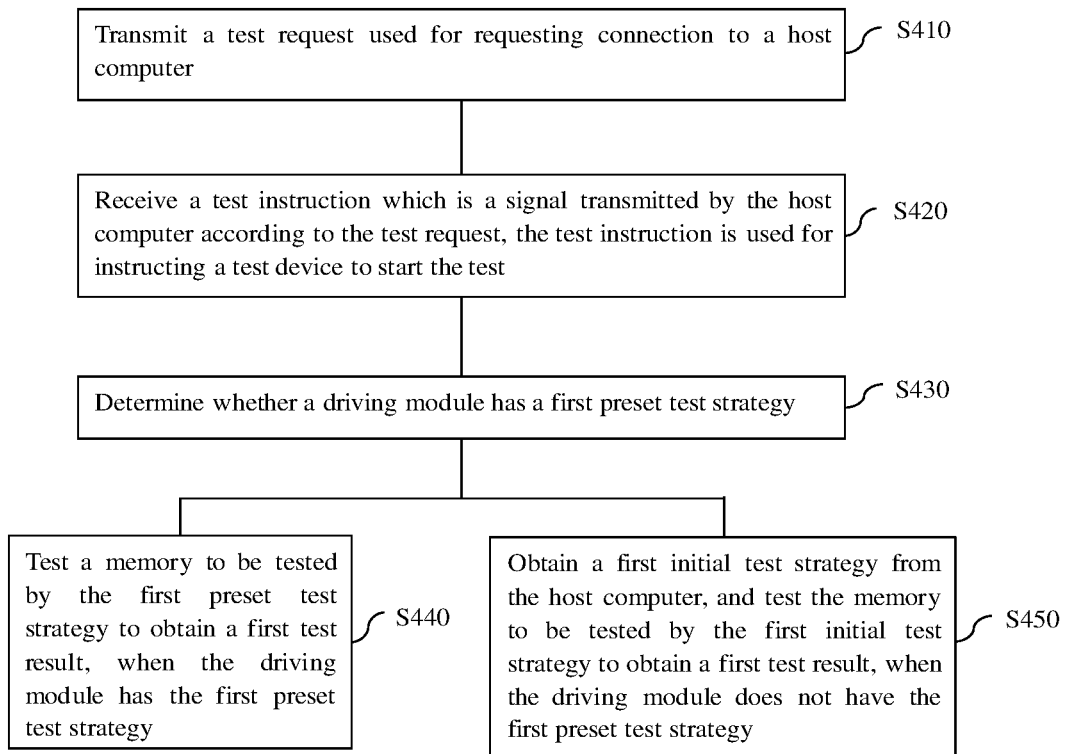 Transmit a test request used for requesting connection to a host
computer
S410
Receive a test instruction which is a signal transmitted by the host
computer according to the test request, the test instruction is used for
instructing a test device to start the test
S420
Determine whether a driving module has a first preset test strategy
S430
Test a memory to be tested
by the first preset test
strategy to obtain a first test
result, when the driving
module has the first preset
test strategy
S440
Obtain a first initial test strategy from
the host computer, and test the memory
to be tested by the first initial test
strategy to obtain a first test result, when
the driving module does not have the
first preset test strategy
S450